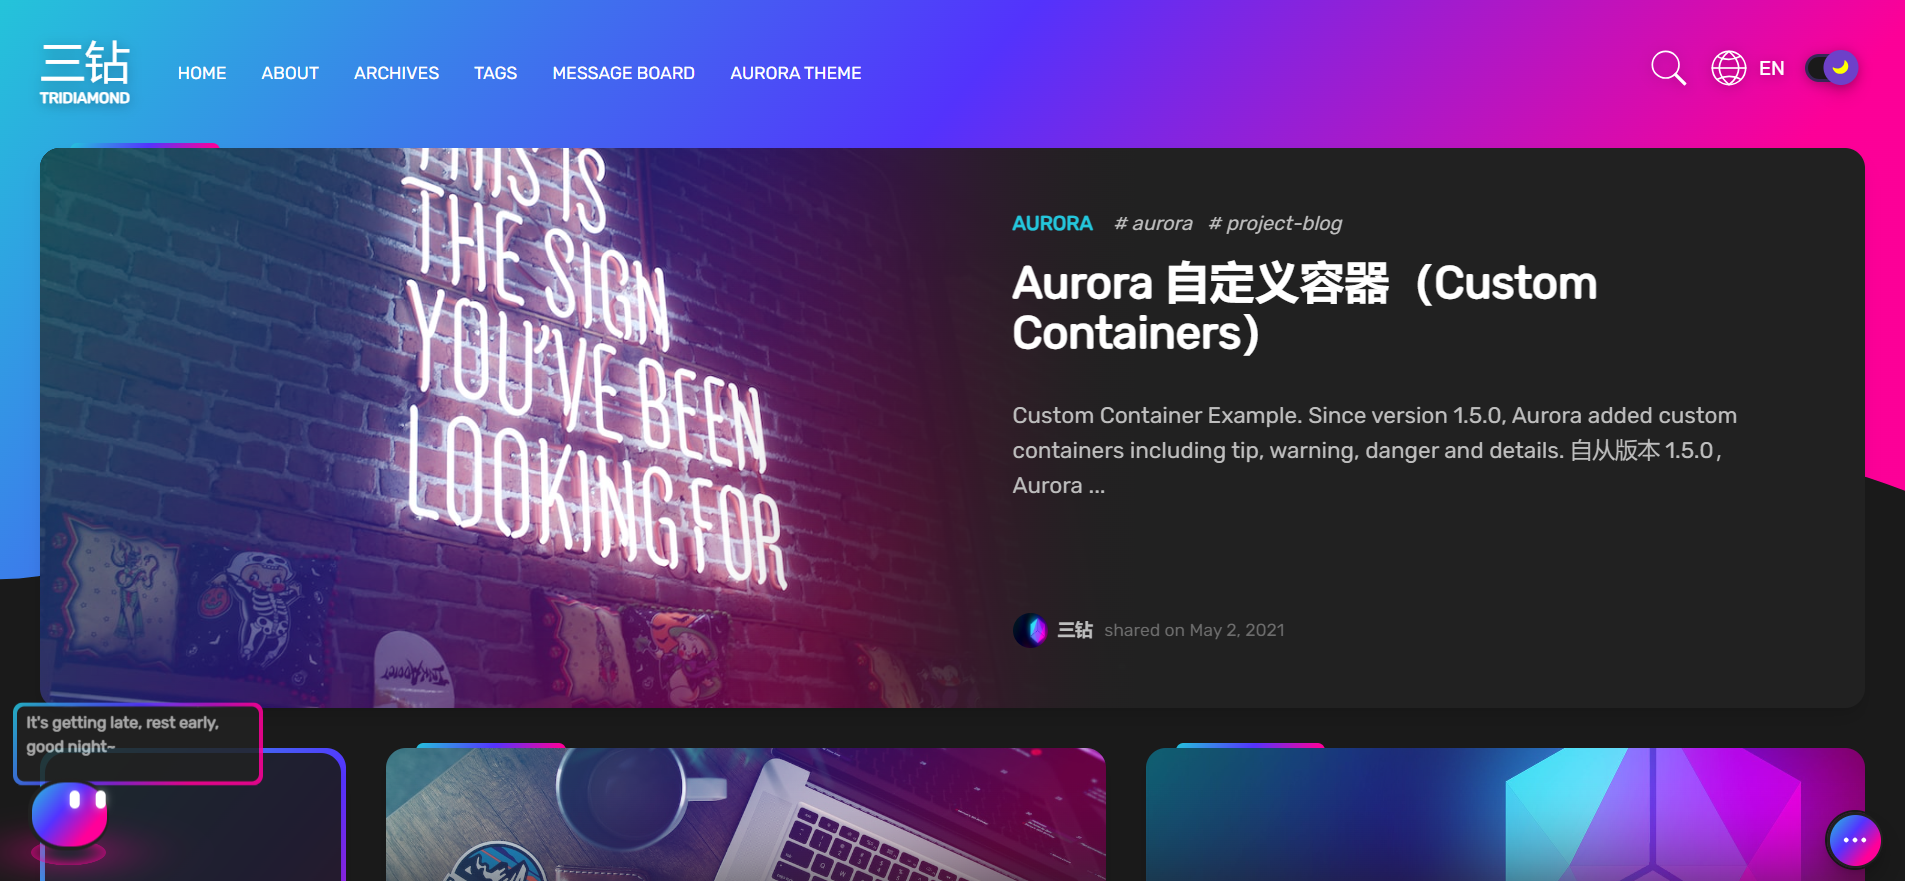 三钻
TRIDIAMOND
HOME
ABOUT
ARCHIVES
TAGS
MESSAGE BOARD
AURORA THEME
EN
THIS IS
THE SIGN
YOU'VE BEEN
LOOKING FOR
AURORA # aurora # project-blog
Aurora 自定义容器（Custom
Containers）
Custom Container Example. Since version 1.5.0, Aurora added custom
containers including tip, warning, danger and details. 自从版本 1.5.0，
Aurora ...
三钻 shared on May 2, 2021
It's getting late, rest early,
good night~